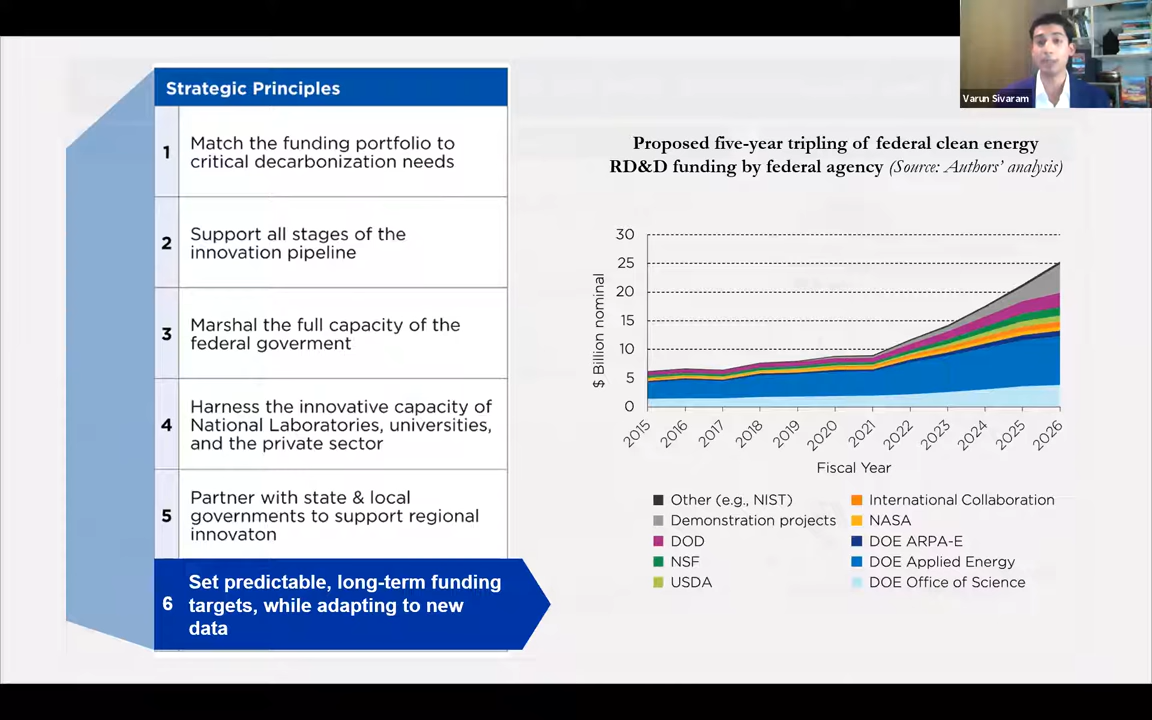 Varun Sivaram
Strategic Principles
1
Match the funding portfolio to
critical decarbonization needs
2
Support all stages of the
innovation pipeline
3
Marshal the full capacity of the
federal goverment
4
Harness the innovative capacity of
National Laboratories, universities,
and the private sector
5
Partner with state & local
governments to support regional
innovaton
6
Set predictable, long-term funding
targets, while adapting to new
data
Proposed five-year tripling of federal clean energy
RD&D funding by federal agency (Source: Authors' analysis)
$ Billion nominal
30
25
20
15
10
5
0
2015
2016
2017
2018
2019
2020
2021
2022
2023
2024
2025
2026
Fiscal Year
Other (e.g., NIST)
Demonstration projects
DOD
NSF
USDA
International Collaboration
NASA
DOE ARPA-E
DOE Applied Energy
DOE Office of Science